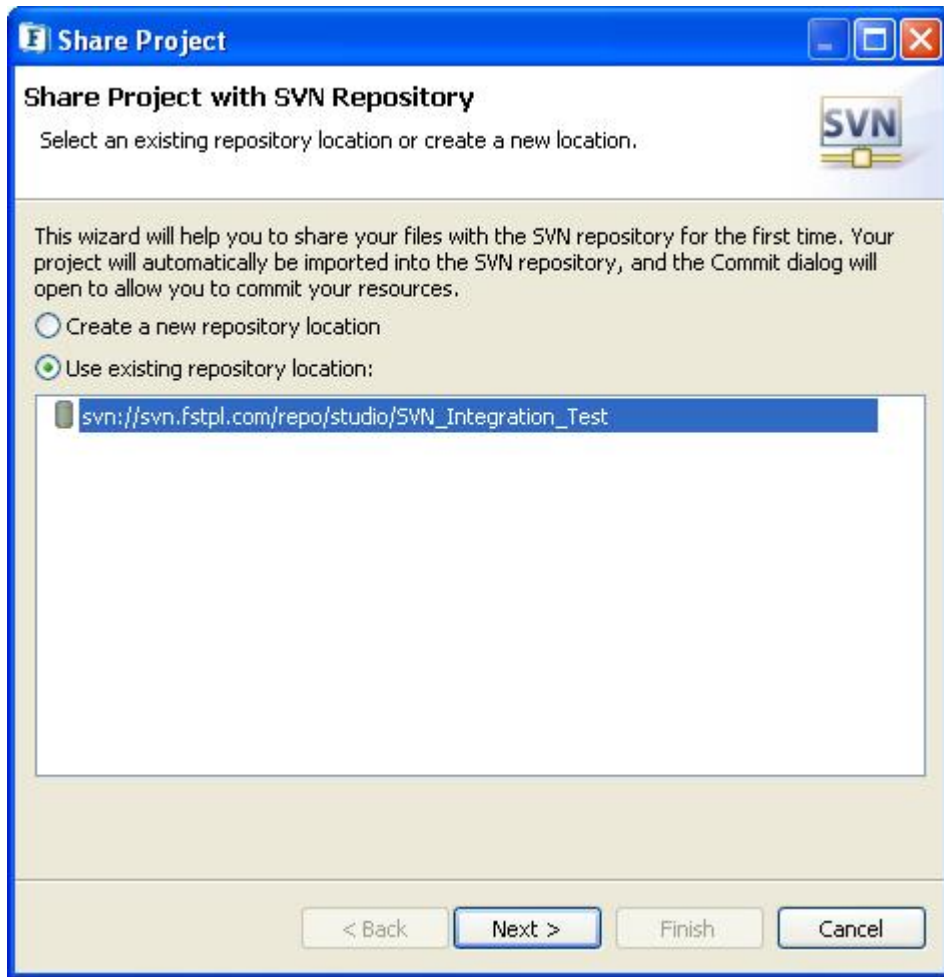 Share Project
Share Project with SVN Repository
Select an existing repository location or create a new location.
SVN
This wizard will help you to share your files with the SVN repository for the first time. Your
project will automatically be imported into the SVN repository, and the Commit dialog will
open to allow you to commit your resources.
Create a new repository location
Use existing repository location:
svn://svn.fstpl.com/repo/studio/SVN_Integration_Test
< Back
Next >
Finish
Cancel